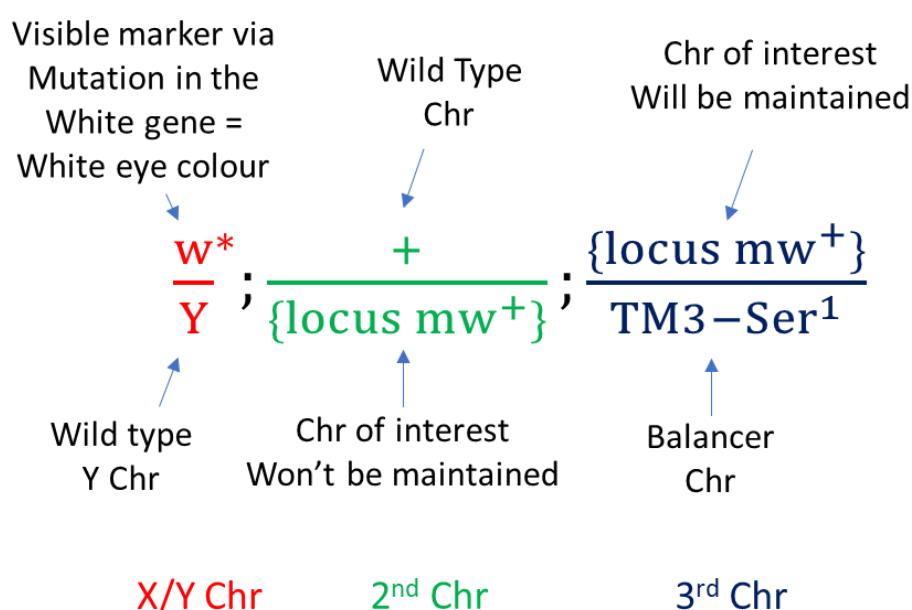 Visible marker via
Mutation in the
White gene =
White eye colour
Wild Type
Chr
Chr of interest
Will be maintained
w* ; + ; {locus mw⁺}
Y {locus mw⁺} TM3−Ser¹
Wild type
Y Chr
Chr of interest
Won’t be maintained
Balancer
Chr
X/Y Chr 2ⁿᵈ Chr 3ʳᵈ Chr